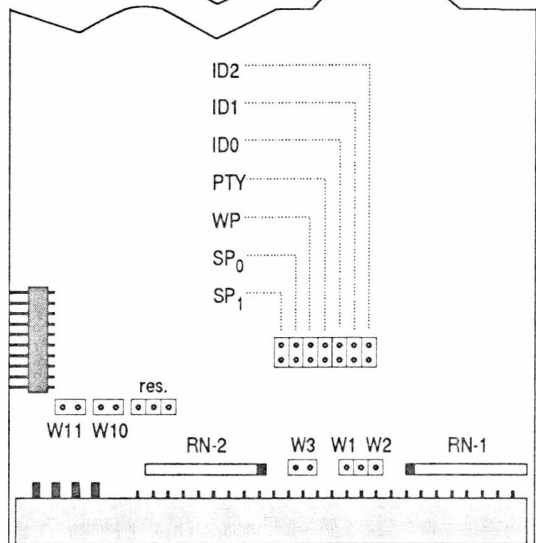 ID2
ID1
ID0
PTY
WP
SP₀
SP₁
res.
W11 W10
RN-2 W3 W1 W2 RN-1